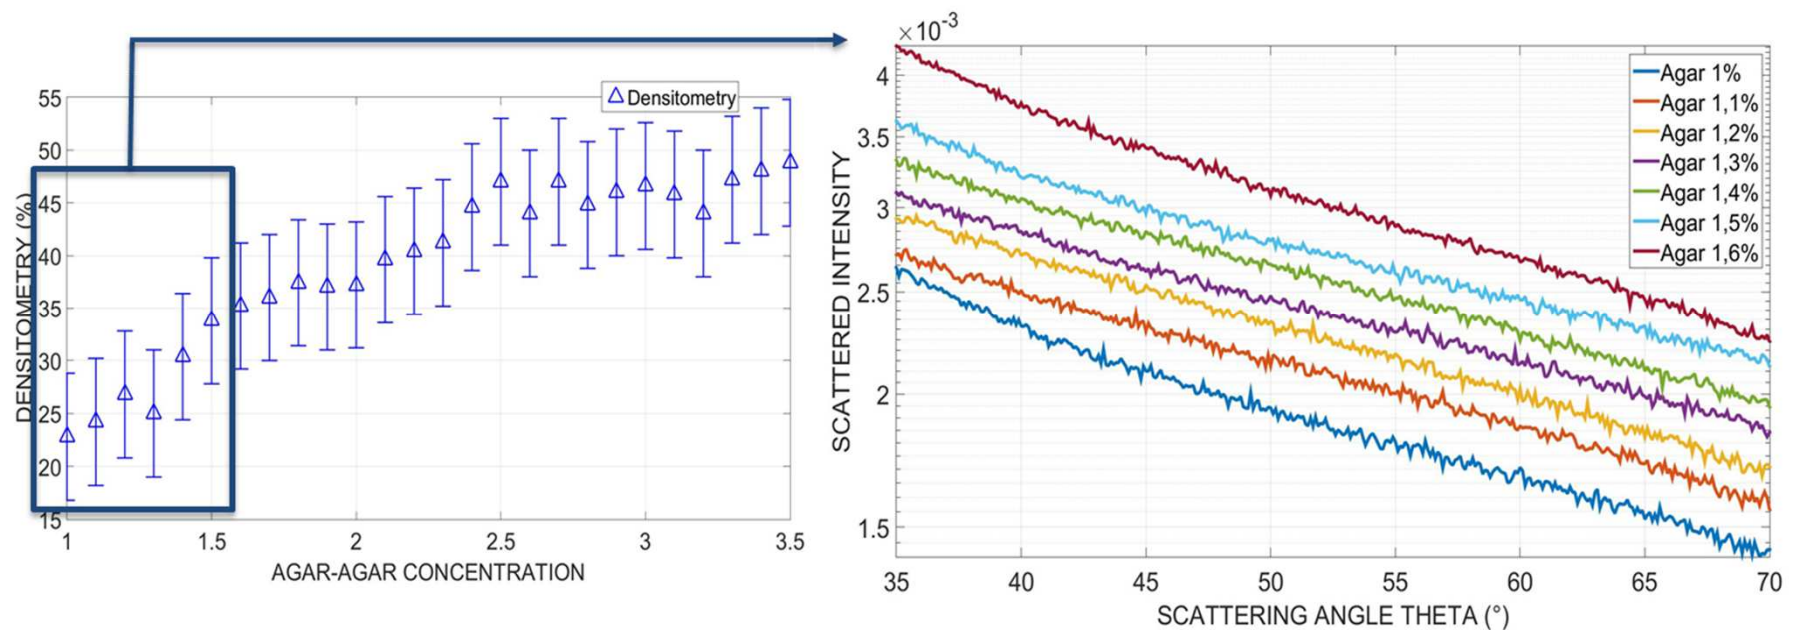 ×10⁻³
55
50
45
40
35
30
25
20
15
DENSITOMETRY (%)
Densitometry
1
1.5
2
2.5
3
3.5
AGAR-AGAR CONCENTRATION
4
3.5
3
2.5
2
1.5
SCATTERED INTENSITY
Agar 1%
Agar 1,1%
Agar 1,2%
Agar 1,3%
Agar 1,4%
Agar 1,5%
Agar 1,6%
35
40
45
50
55
60
65
70
SCATTERING ANGLE THETA (°)